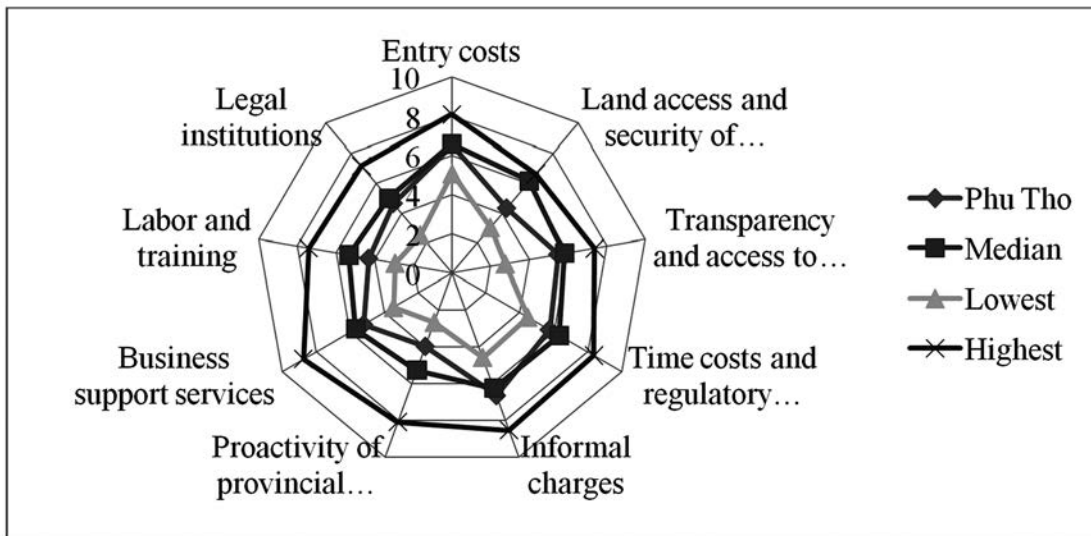 Entry costs
10
8
6
4
2
0
Land access and
security of…
Transparency
and access to…
Time costs and
regulatory…
Informal
charges
Proactivity of
provincial…
Business
support services
Labor and
training
Legal
institutions
Phu Tho
Median
Lowest
Highest